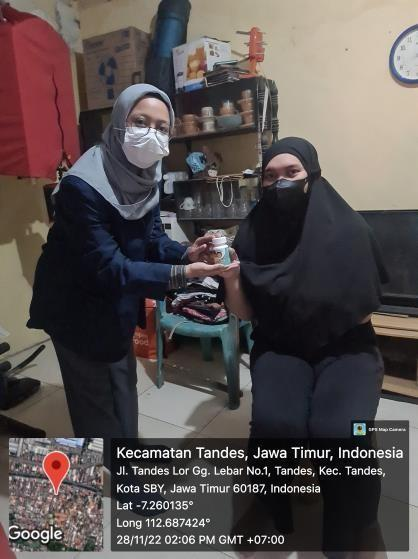 GPS Map Camera
Kecamatan Tandes, Jawa Timur, Indonesia
Jl. Tandes Lor Gg. Lebar No.1, Tandes, Kec. Tandes,
Kota SBY, Jawa Timur 60187, Indonesia
Lat -7.260135°
Long 112.687424°
28/11/22 02:06 PM GMT +07:00
Google